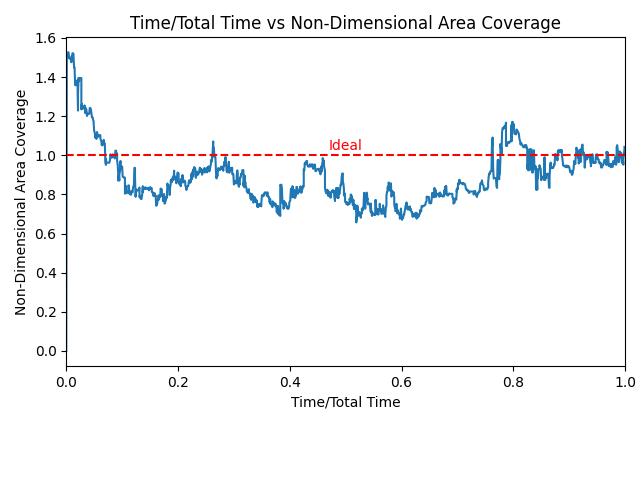 Time/Total Time vs Non-Dimensional Area Coverage
1.6
1.4
1.2
1.0
0.8
0.6
0.4
0.2
0.0
Non-Dimensional Area Coverage
Ideal
0.0 0.2 0.4 0.6 0.8 1.0
Time/Total Time